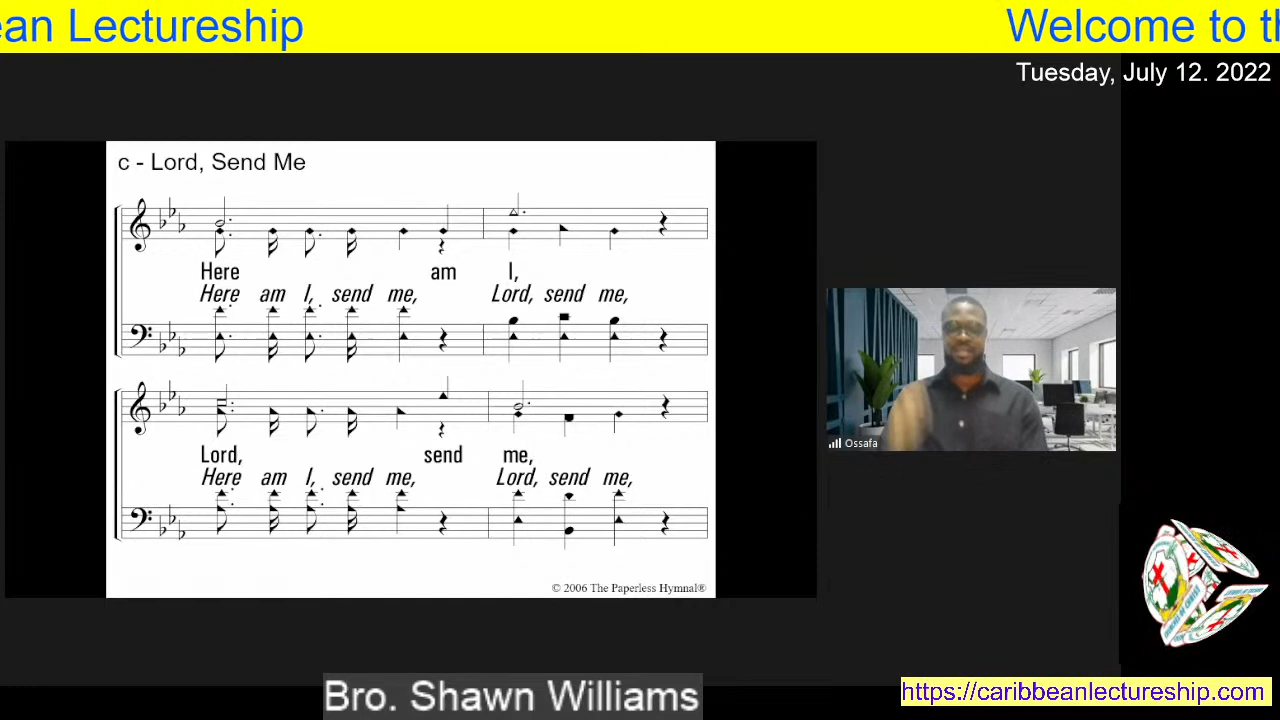 ean Lectureship
Welcome to th
Tuesday, July 12. 2022
c - Lord, Send Me
Here am I,
Here am I, send me, Lord, send me,
Lord, send me,
Here am I, send me, Lord, send me,
© 2006 The Paperless Hymnal®
Ossafa
Bro. Shawn Williams
https://caribbeanlectureship.com